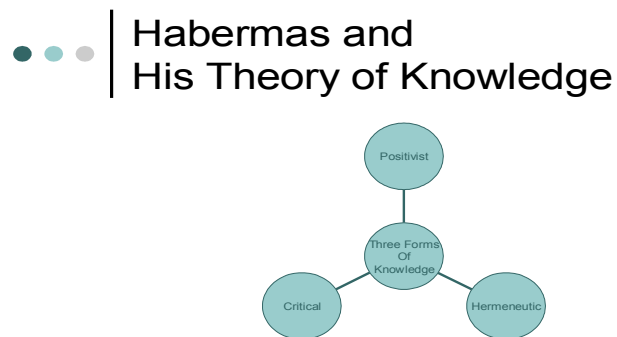 Habermas and
His Theory of Knowledge
Positivist
Three Forms
Of
Knowledge
Critical
Hermeneutic